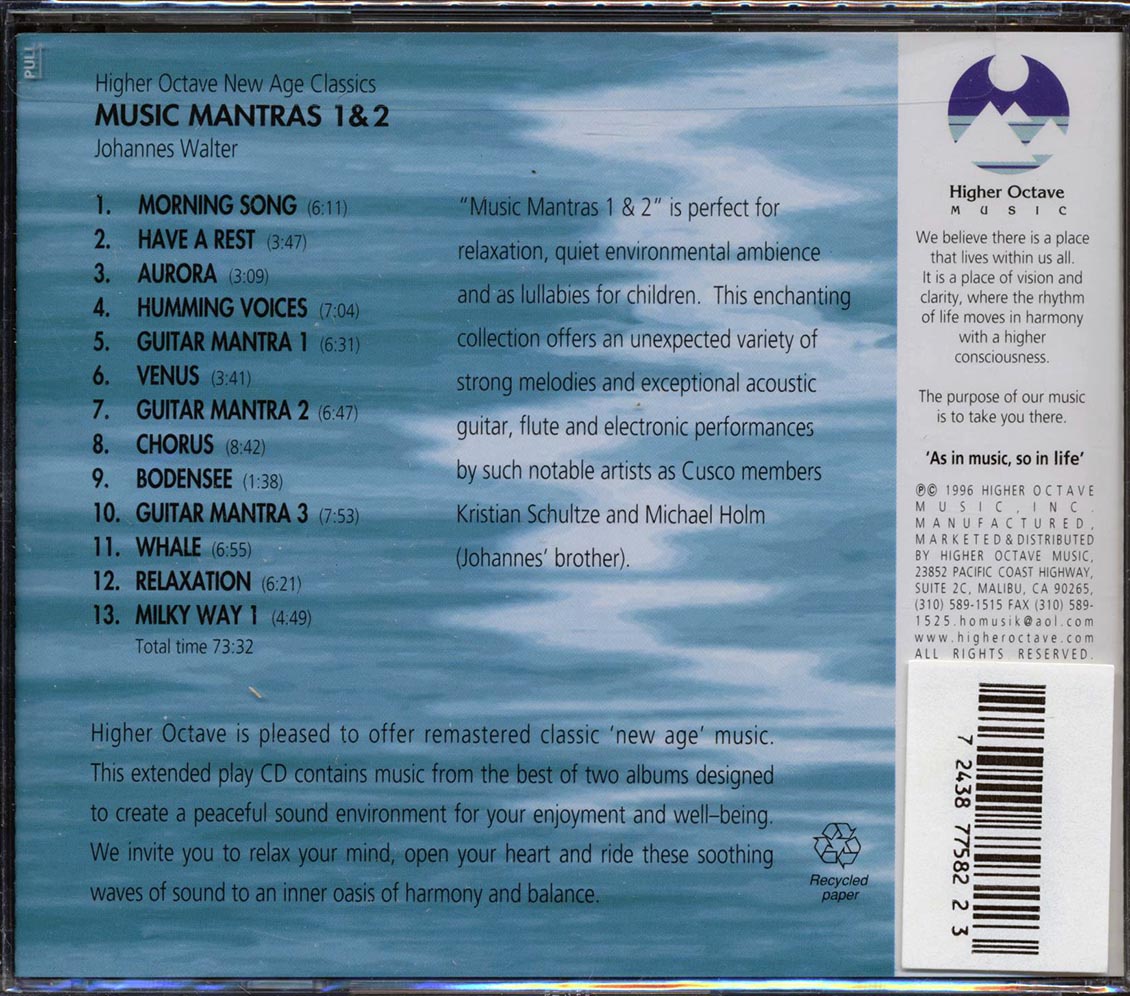 PULL
Higher Octave New Age Classics
MUSIC MANTRAS 1 & 2
Johannes Walter
1. MORNING SONG (6:11)
2. HAVE A REST (3:47)
3. AURORA (3:09)
4. HUMMING VOICES (7:04)
5. GUITAR MANTRA 1 (6:31)
6. VENUS (3:41)
7. GUITAR MANTRA 2 (6:47)
8. CHORUS (8:42)
9. BODENSEE (1:38)
10. GUITAR MANTRA 3 (7:53)
11. WHALE (6:55)
12. RELAXATION (6:21)
13. MILKY WAY 1 (4:49)
Total time 73:32
“Music Mantras 1 & 2” is perfect for
relaxation, quiet environmental ambience
and as lullabies for children. This enchanting
collection offers an unexpected variety of
strong melodies and exceptional acoustic
guitar, flute and electronic performances
by such notable artists as Cusco members
Kristian Schultze and Michael Holm
(Johannes’ brother).
Higher Octave is pleased to offer remastered classic ‘new age’ music.
This extended play CD contains music from the best of two albums designed
to create a peaceful sound environment for your enjoyment and well–being.
We invite you to relax your mind, open your heart and ride these soothing
waves of sound to an inner oasis of harmony and balance.
Recycled
paper
Higher Octave
MUSIC
We believe there is a place
that lives within us all.
It is a place of vision and
clarity, where the rhythm
of life moves in harmony
with a higher
consciousness.
The purpose of our music
is to take you there.
‘As in music, so in life’
℗© 1996 HIGHER OCTAVE
MUSIC, INC.
MANUFACTURED,
MARKETED & DISTRIBUTED
BY HIGHER OCTAVE MUSIC,
23852 PACIFIC COAST HIGHWAY,
SUITE 2C, MALIBU, CA 90265,
(310) 589-1515 FAX (310) 589-
1525.homusik@aol.com
www.higheroctave.com
ALL RIGHTS RESERVED.
7 2438 77582 2 3